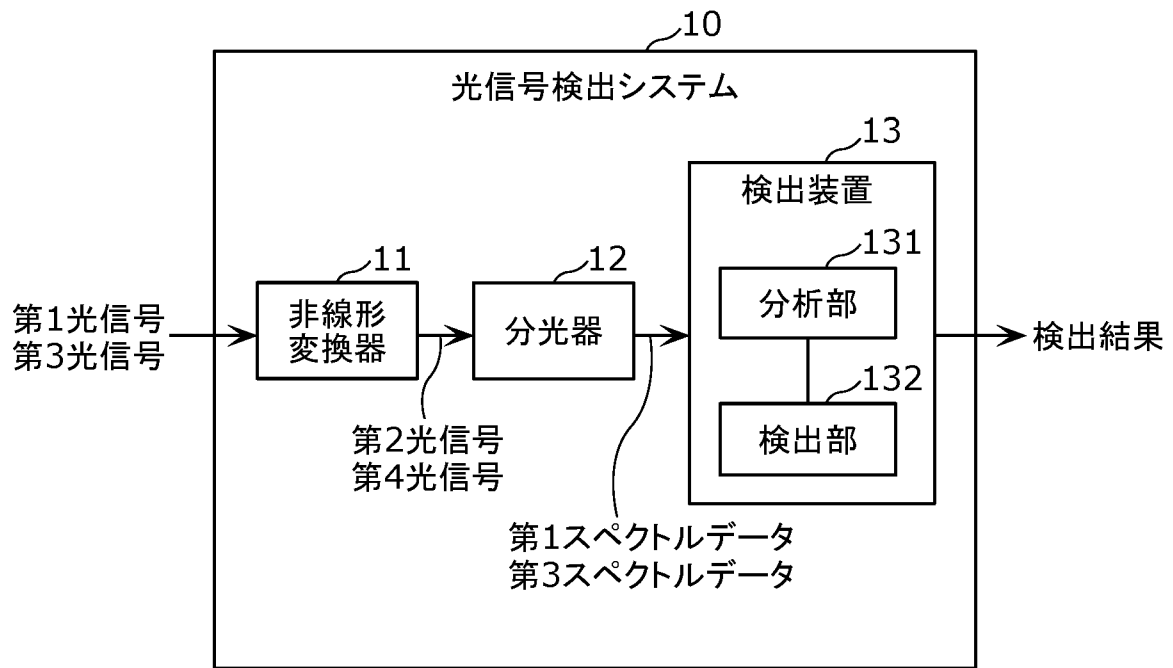 10
光信号検出システム
13
検出装置
11
12
131
第1光信号
第3光信号
非線形
変換器
分光器
分析部
検出結果
132
検出部
第2光信号
第4光信号
第1スペクトルデータ
第3スペクトルデータ